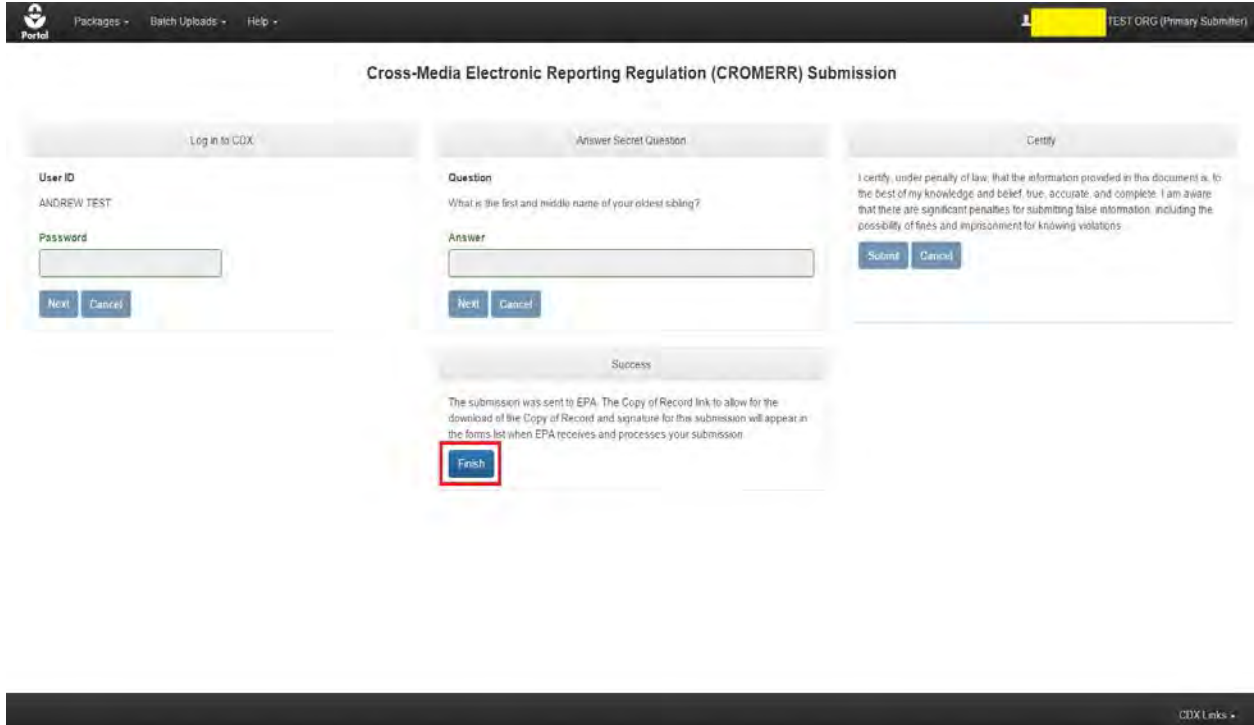 Portal
Packages
Batch Uploads
Help
TEST ORG (Primary Submitter)
Cross-Media Electronic Reporting Regulation (CROMERR) Submission
Log in to CDX
User ID
ANDREW TEST
Password
Next Cancel
Answer Secret Question
Question
What is the first and middle name of your oldest sibling?
Answer
Next Cancel
Certify
I certify, under penalty of law, that the information provided in this document is, to
the best of my knowledge and belief, true, accurate, and complete. I am aware
that there are significant penalties for submitting false information, including the
possibility of fines and imprisonment for knowing violations.
Submit Cancel
Success
The submission was sent to EPA. The Copy of Record link to allow for the
download of the Copy of Record and signature for this submission will appear in
the forms list when EPA receives and processes your submission.
Finish
CDX Links